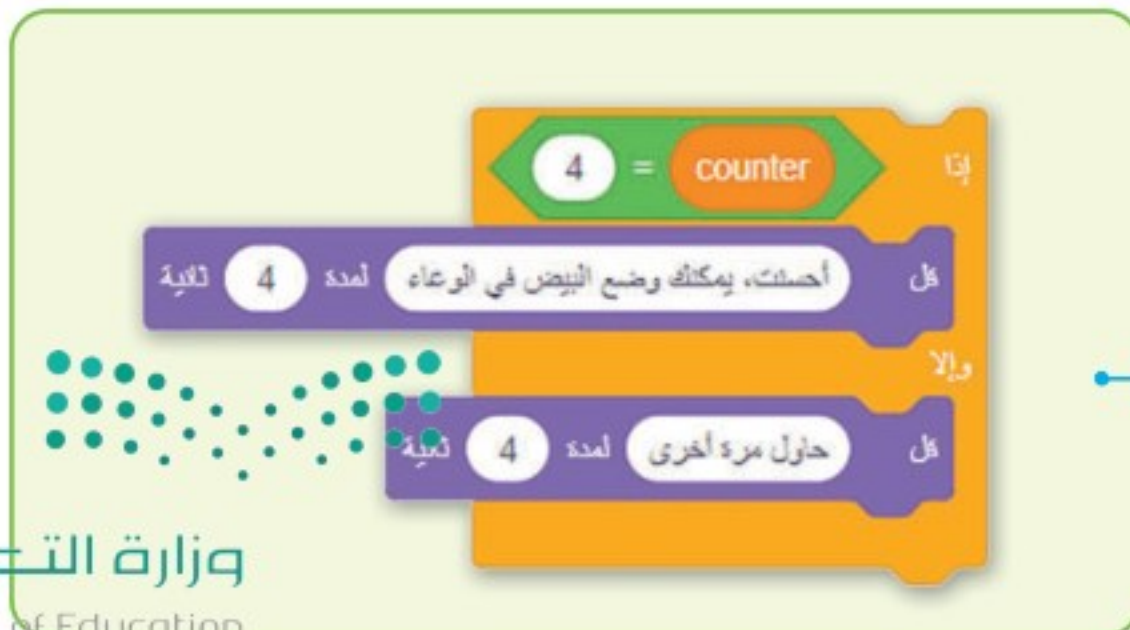 إذا counter = 4
قل أحسنت، يمكنك وضع البيض في الوعاء لمدة 4 ثانية
وإلا
قل حاول مرة أخرى لمدة 4 ثانية
وزارة التـ
of Education